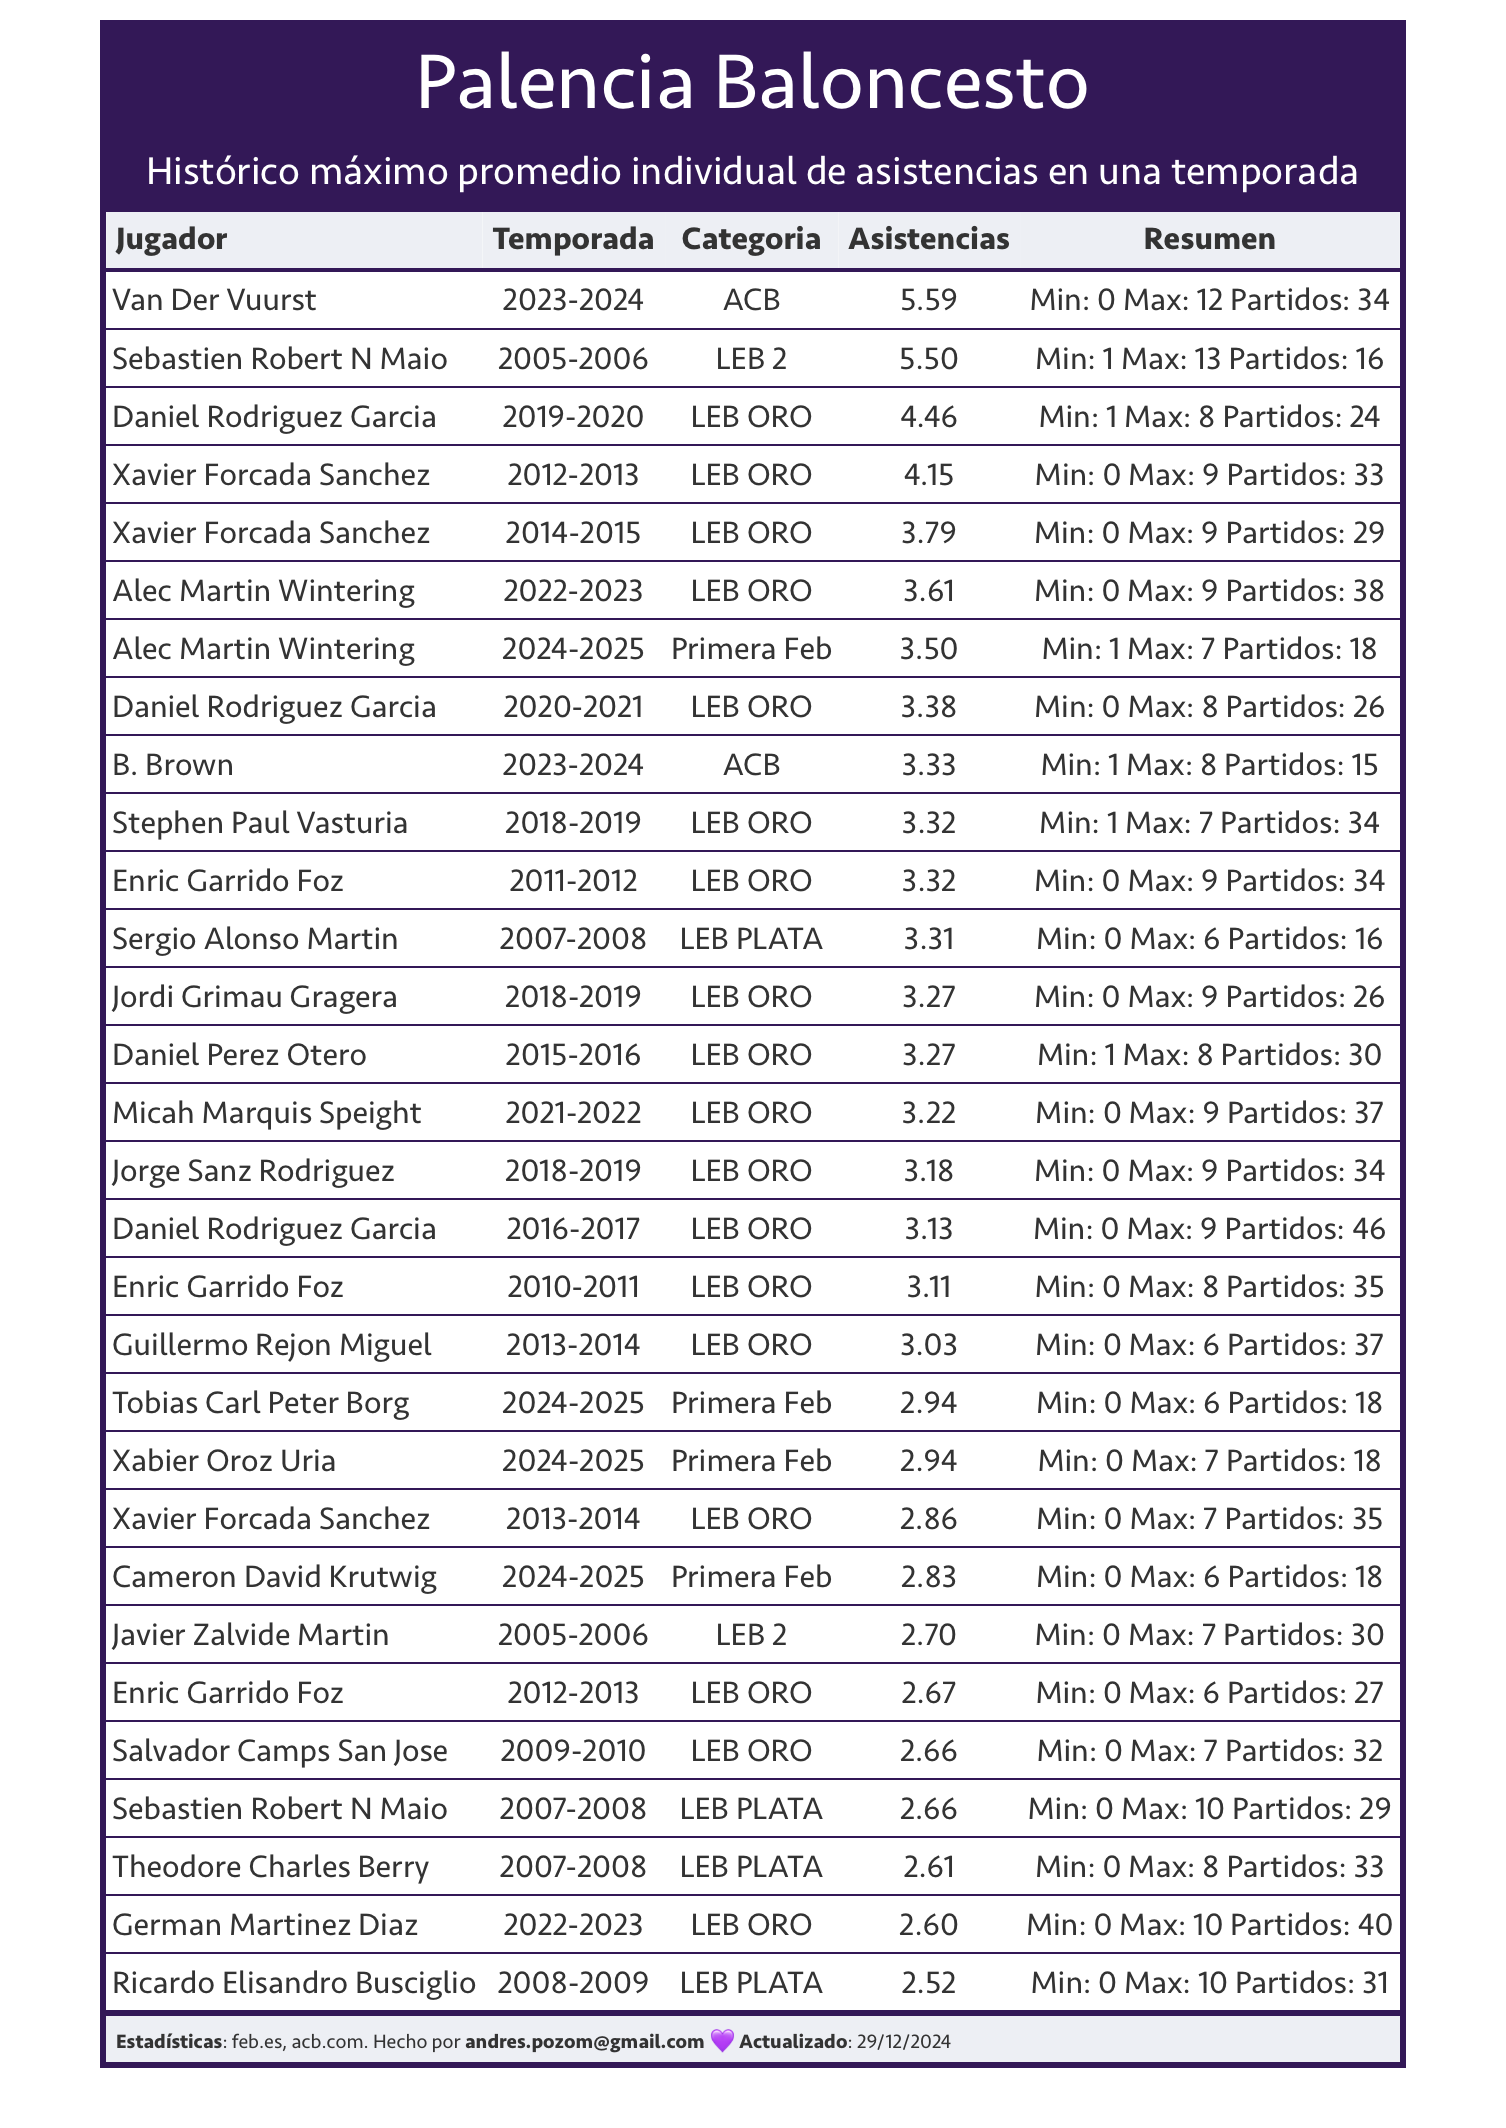 Palencia Baloncesto
Histórico máximo promedio individual de asistencias en una temporada
Jugador Temporada Categoria Asistencias Resumen
Van Der Vuurst 2023-2024 ACB 5.59 Min: 0 Max: 12 Partidos: 34
Sebastien Robert N Maio 2005-2006 LEB 2 5.50 Min: 1 Max: 13 Partidos: 16
Daniel Rodriguez Garcia 2019-2020 LEB ORO 4.46 Min: 1 Max: 8 Partidos: 24
Xavier Forcada Sanchez 2012-2013 LEB ORO 4.15 Min: 0 Max: 9 Partidos: 33
Xavier Forcada Sanchez 2014-2015 LEB ORO 3.79 Min: 0 Max: 9 Partidos: 29
Alec Martin Wintering 2022-2023 LEB ORO 3.61 Min: 0 Max: 9 Partidos: 38
Alec Martin Wintering 2024-2025 Primera Feb 3.50 Min: 1 Max: 7 Partidos: 18
Daniel Rodriguez Garcia 2020-2021 LEB ORO 3.38 Min: 0 Max: 8 Partidos: 26
B. Brown 2023-2024 ACB 3.33 Min: 1 Max: 8 Partidos: 15
Stephen Paul Vasturia 2018-2019 LEB ORO 3.32 Min: 1 Max: 7 Partidos: 34
Enric Garrido Foz 2011-2012 LEB ORO 3.32 Min: 0 Max: 9 Partidos: 34
Sergio Alonso Martin 2007-2008 LEB PLATA 3.31 Min: 0 Max: 6 Partidos: 16
Jordi Grimau Gragera 2018-2019 LEB ORO 3.27 Min: 0 Max: 9 Partidos: 26
Daniel Perez Otero 2015-2016 LEB ORO 3.27 Min: 1 Max: 8 Partidos: 30
Micah Marquis Speight 2021-2022 LEB ORO 3.22 Min: 0 Max: 9 Partidos: 37
Jorge Sanz Rodriguez 2018-2019 LEB ORO 3.18 Min: 0 Max: 9 Partidos: 34
Daniel Rodriguez Garcia 2016-2017 LEB ORO 3.13 Min: 0 Max: 9 Partidos: 46
Enric Garrido Foz 2010-2011 LEB ORO 3.11 Min: 0 Max: 8 Partidos: 35
Guillermo Rejon Miguel 2013-2014 LEB ORO 3.03 Min: 0 Max: 6 Partidos: 37
Tobias Carl Peter Borg 2024-2025 Primera Feb 2.94 Min: 0 Max: 6 Partidos: 18
Xabier Oroz Uria 2024-2025 Primera Feb 2.94 Min: 0 Max: 7 Partidos: 18
Xavier Forcada Sanchez 2013-2014 LEB ORO 2.86 Min: 0 Max: 7 Partidos: 35
Cameron David Krutwig 2024-2025 Primera Feb 2.83 Min: 0 Max: 6 Partidos: 18
Javier Zalvide Martin 2005-2006 LEB 2 2.70 Min: 0 Max: 7 Partidos: 30
Enric Garrido Foz 2012-2013 LEB ORO 2.67 Min: 0 Max: 6 Partidos: 27
Salvador Camps San Jose 2009-2010 LEB ORO 2.66 Min: 0 Max: 7 Partidos: 32
Sebastien Robert N Maio 2007-2008 LEB PLATA 2.66 Min: 0 Max: 10 Partidos: 29
Theodore Charles Berry 2007-2008 LEB PLATA 2.61 Min: 0 Max: 8 Partidos: 33
German Martinez Diaz 2022-2023 LEB ORO 2.60 Min: 0 Max: 10 Partidos: 40
Ricardo Elisandro Busciglio 2008-2009 LEB PLATA 2.52 Min: 0 Max: 10 Partidos: 31
Estadísticas: feb.es, acb.com. Hecho por andres.pozom@gmail.com 💜 Actualizado: 29/12/2024